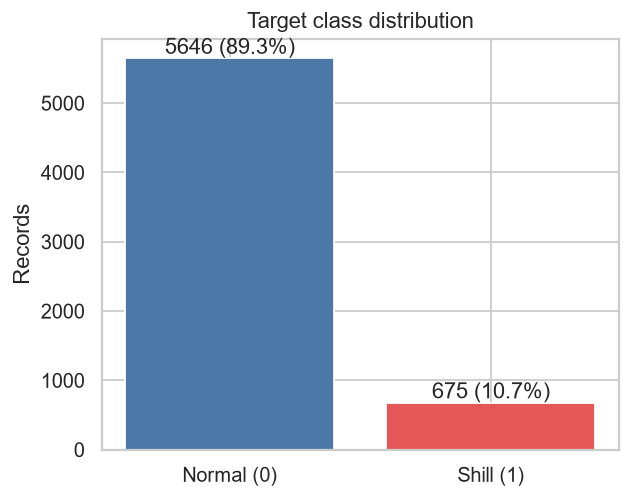 Target class distribution
5646 (89.3%)
5000
4000
3000
2000
1000
0
Records
675 (10.7%)
Normal (0)
Shill (1)